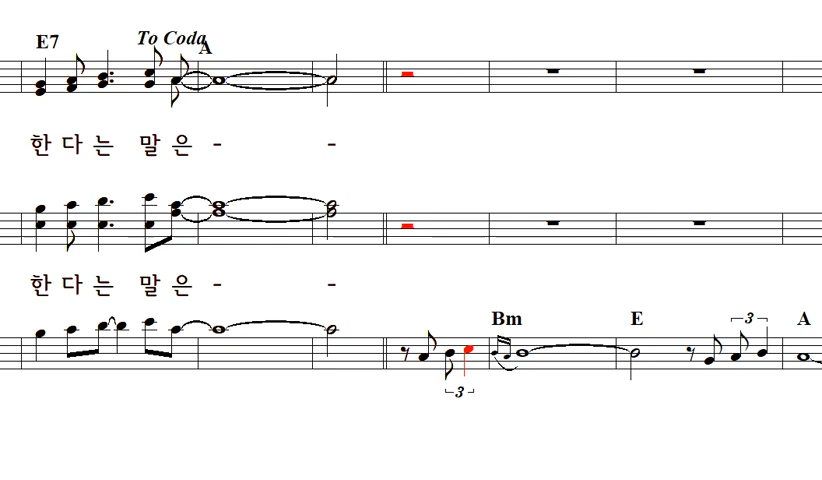 E7 To Coda A
한 다 는 말 은 - -
한 다 는 말 은 - -
Bm E 3 A
3